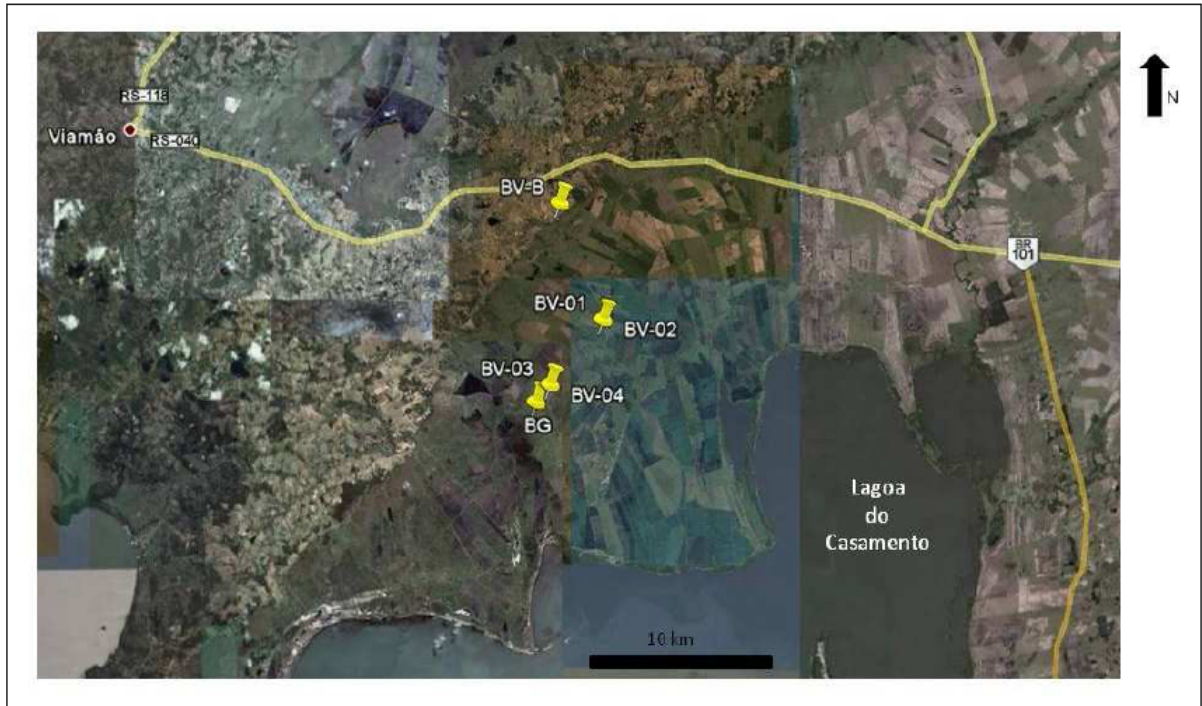 RS-118
N
Viamão
RS-040
BV-B
BR
101
BV-01
BV-02
BV-03
BV-04
BG
Lagoa
do
Casamento
10 km